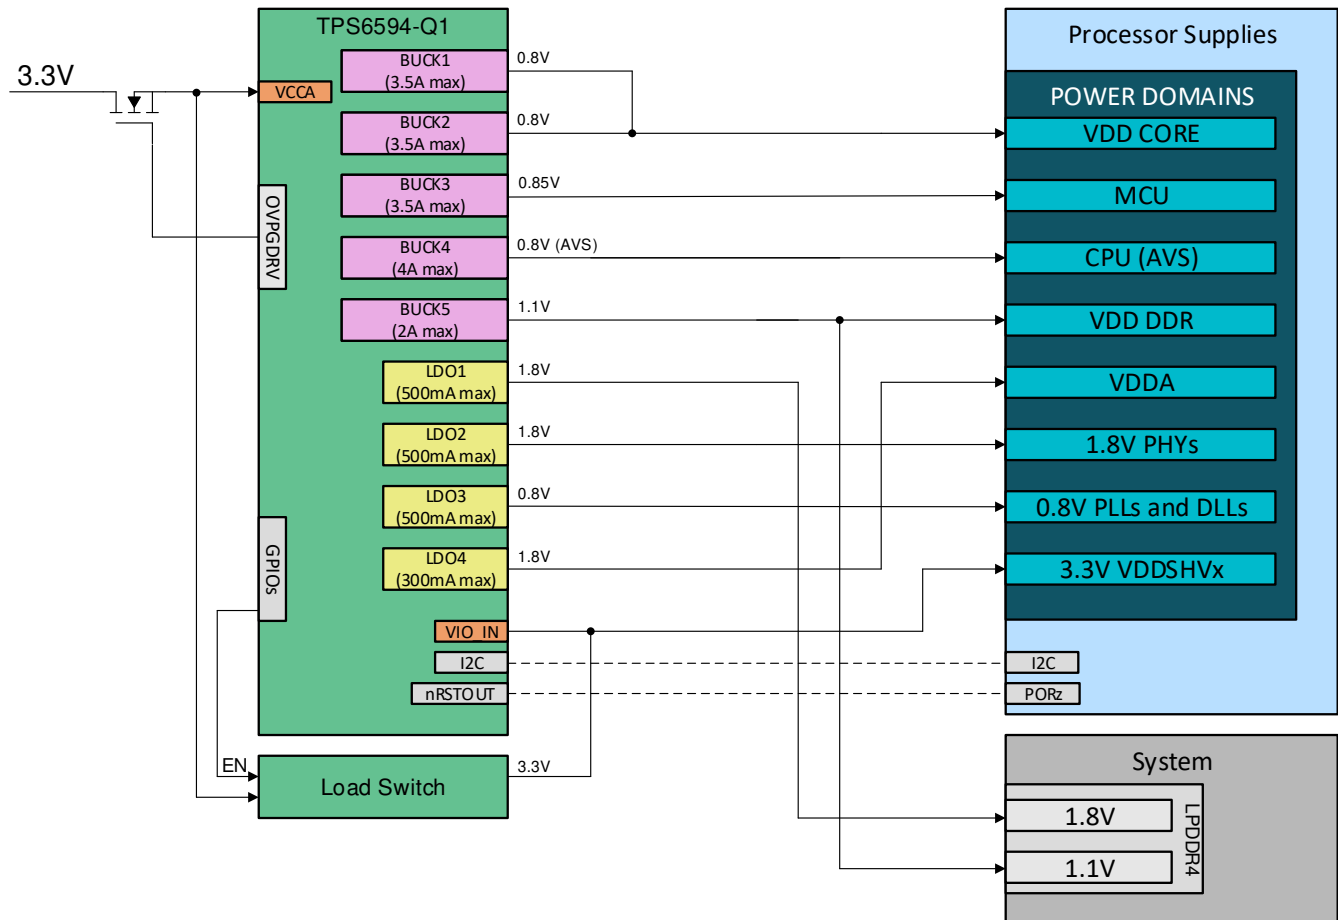 TPS6594-Q1
3.3V
VCCA
OVPGDRV
GPIOs
BUCK1
(3.5A max)
0.8V
BUCK2
(3.5A max)
0.8V
BUCK3
(3.5A max)
0.85V
BUCK4
(4A max)
0.8V (AVS)
BUCK5
(2A max)
1.1V
LDO1
(500mA max)
1.8V
LDO2
(500mA max)
1.8V
LDO3
(500mA max)
0.8V
LDO4
(300mA max)
1.8V
VIO_IN
I2C
nRSTOUT
EN
Load Switch
3.3V
Processor Supplies
POWER DOMAINS
VDD CORE
MCU
CPU (AVS)
VDD DDR
VDDA
1.8V PHYs
0.8V PLLs and DLLs
3.3V VDDSHVx
I2C
PORz
System
1.8V
1.1V
LPDDR4